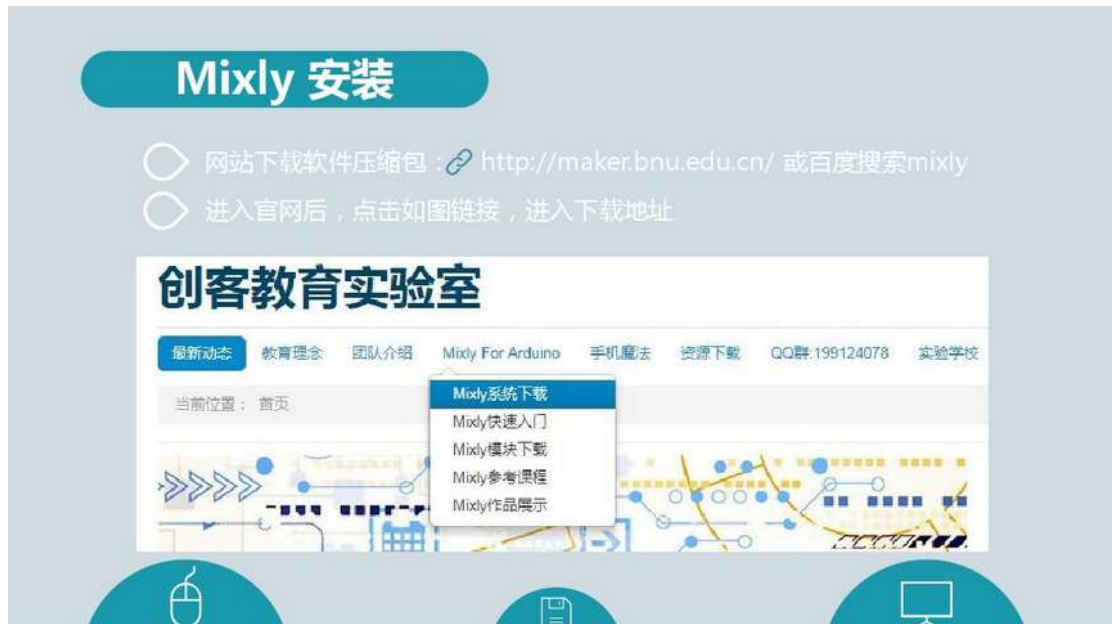 Mixly 安装
网站下载软件压缩包：http://maker.bnu.edu.cn/ 或百度搜索mixly
进入官网后，点击如图链接，进入下载地址
创客教育实验室
最新动态 教育理念 团队介绍 Mixly For Arduino 手机魔法 资源下载 QQ群:199124078 实验学校
当前位置： 首页
Mixly系统下载
Mixly快速入门
Mixly模块下载
Mixly参考课程
Mixly作品展示